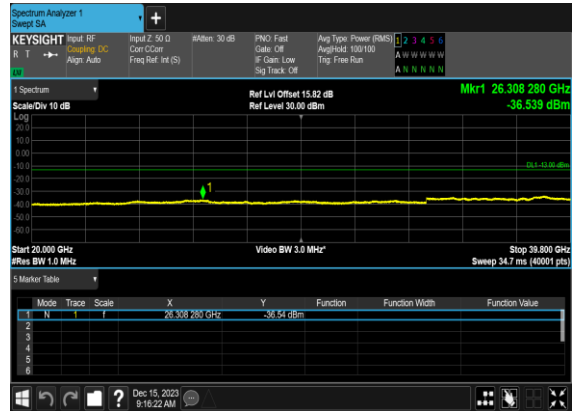 Spectrum Analyzer 1
Swept SA
+
KEYSIGHT Input: RF Input Z: 50 Ω #Atten: 30 dB PNO: Fast Avg Type: Power (RMS) 1 2 3 4 5 6
R T Coupling: DC Corr CCorr Gate: Off Avg|Hold: 100/100 A W W W W W
Align: Auto Freq Ref: Int (S) IF Gain: Low Trig: Free Run
Sig Track: Off A N N N N N
1 Spectrum
Ref Lvl Offset 15.82 dB Mkr1 26.308 280 GHz
Scale/Div 10 dB Ref Level 30.00 dBm -36.539 dBm
Log
20.0
10.0
0.00
-10.0
DL1 -13.00 dBm
-20.0
-30.0
1
-40.0
-50.0
-60.0
Start 20.000 GHz Video BW 3.0 MHz* Stop 39.800 GHz
#Res BW 1.0 MHz Sweep 34.7 ms (40001 pts)
5 Marker Table
Mode Trace Scale X Y Function Function Width Function Value
1 N 1 f 26.308 280 GHz -36.54 dBm
2
3
4
5
6
? Dec 15, 2023
9:16:22 AM